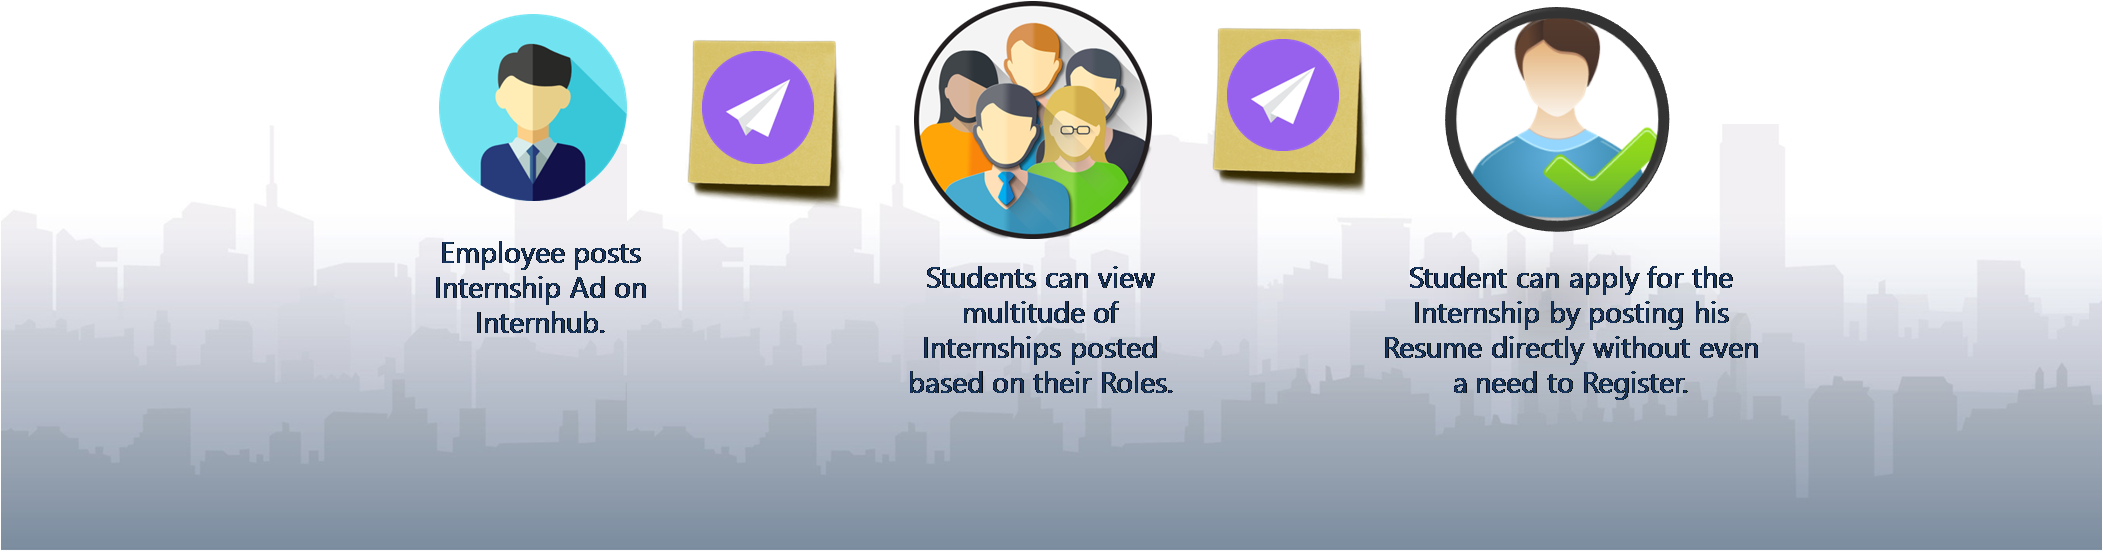 Employee posts
Internship Ad on
Internhub.
Students can view
multitude of
Internships posted
based on their Roles.
Student can apply for the
Internship by posting his
Resume directly without even
a need to Register.